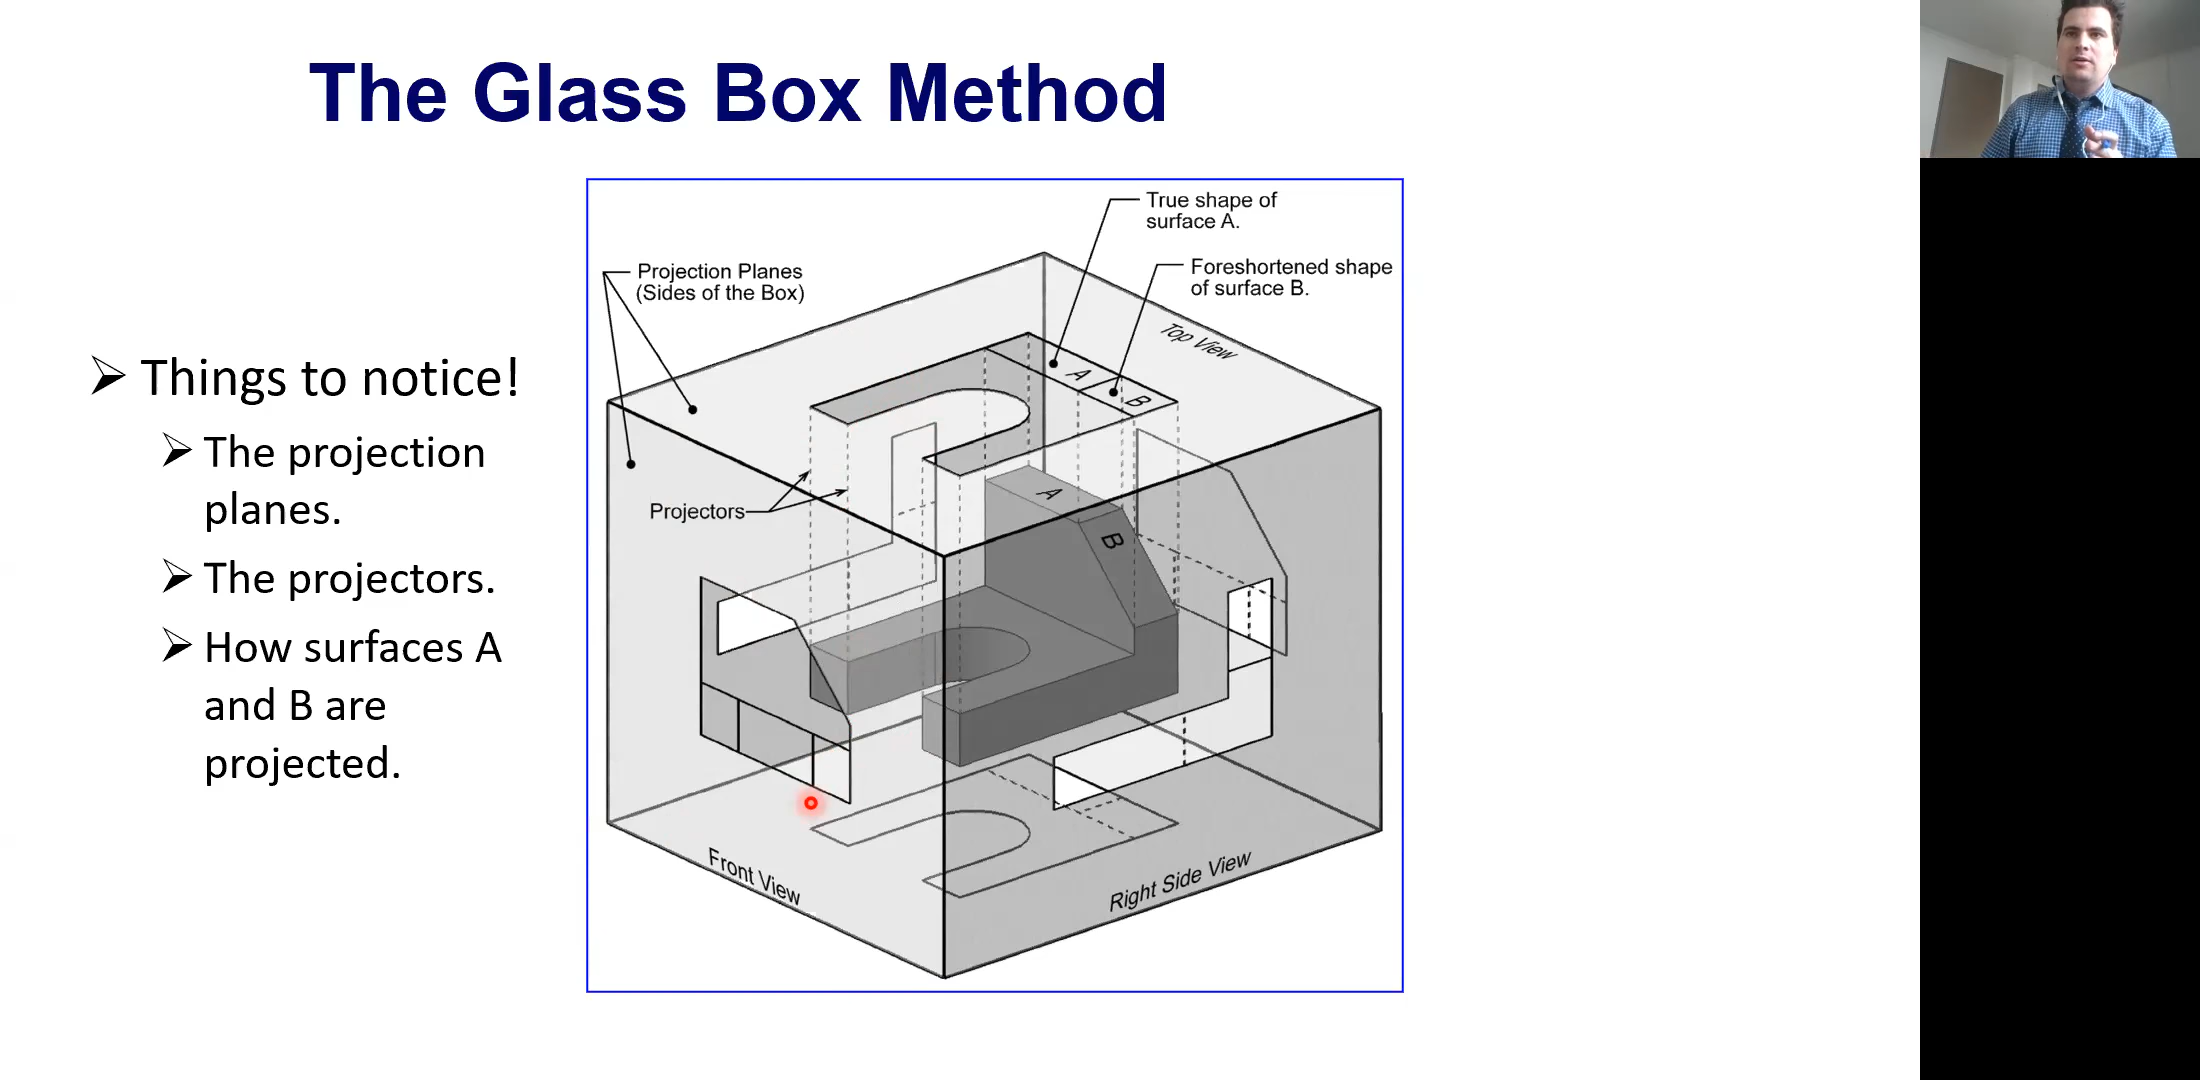 The Glass Box Method
➢ Things to notice!
➢ The projection
planes.
➢ The projectors.
➢ How surfaces A
and B are
projected.
True shape of
surface A.
Foreshortened shape
of surface B.
Projection Planes
(Sides of the Box)
Top View
A
B
Projectors
A
B
Front View
Right Side View